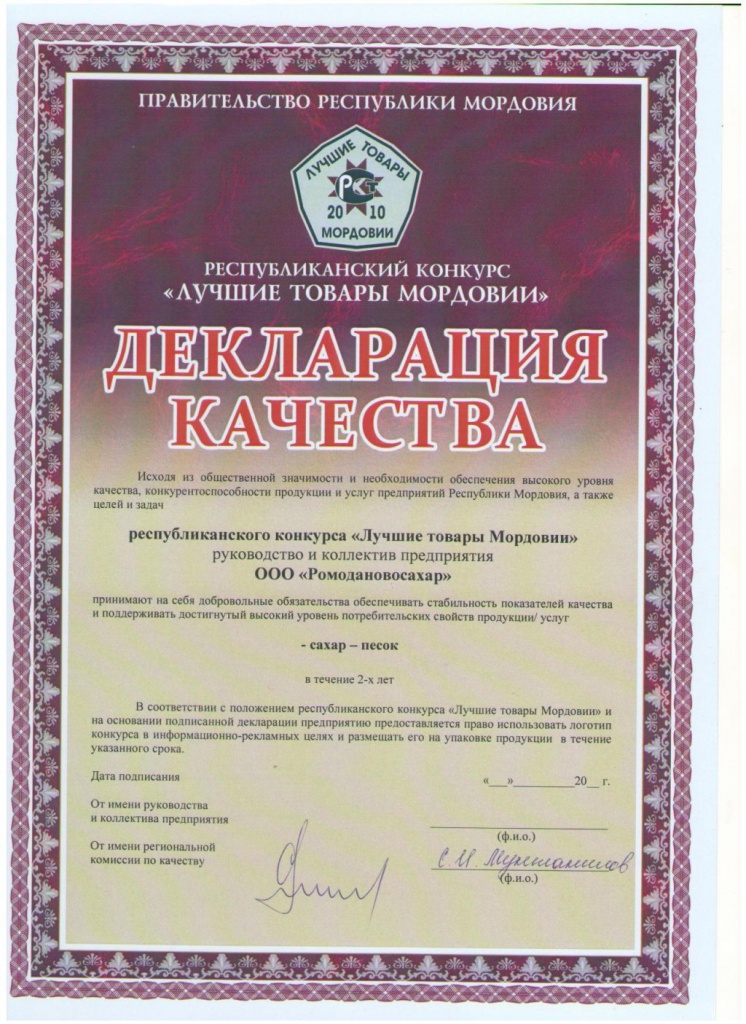 ПРАВИТЕЛЬСТВО РЕСПУБЛИКИ МОРДОВИЯ
ЛУЧШИЕ ТОВАРЫ
РСТ
20 10
МОРДОВИИ
РЕСПУБЛИКАНСКИЙ КОНКУРС
«ЛУЧШИЕ ТОВАРЫ МОРДОВИИ»
ДЕКЛАРАЦИЯ
КАЧЕСТВА
Исходя из общественной значимости и необходимости обеспечения высокого уровня
качества, конкурентоспособности продукции и услуг предприятий Республики Мордовия, а также
целей и задач
республиканского конкурса «Лучшие товары Мордовии»
руководство и коллектив предприятия
ООО «Ромодановосахар»
принимают на себя добровольные обязательства обеспечивать стабильность показателей качества
и поддерживать достигнутый высокий уровень потребительских свойств продукции/ услуг
- сахар – песок
в течение 2-х лет
В соответствии с положением республиканского конкурса «Лучшие товары Мордовии» и
на основании подписанной декларации предприятию предоставляется право использовать логотип
конкурса в информационно-рекламных целях и размещать его на упаковке продукции в течение
указанного срока.
Дата подписания «___»__________20__ г.
От имени руководства
и коллектива предприятия
(ф.и.о.)
От имени региональной
комиссии по качеству
С.И.
(ф.и.о.)